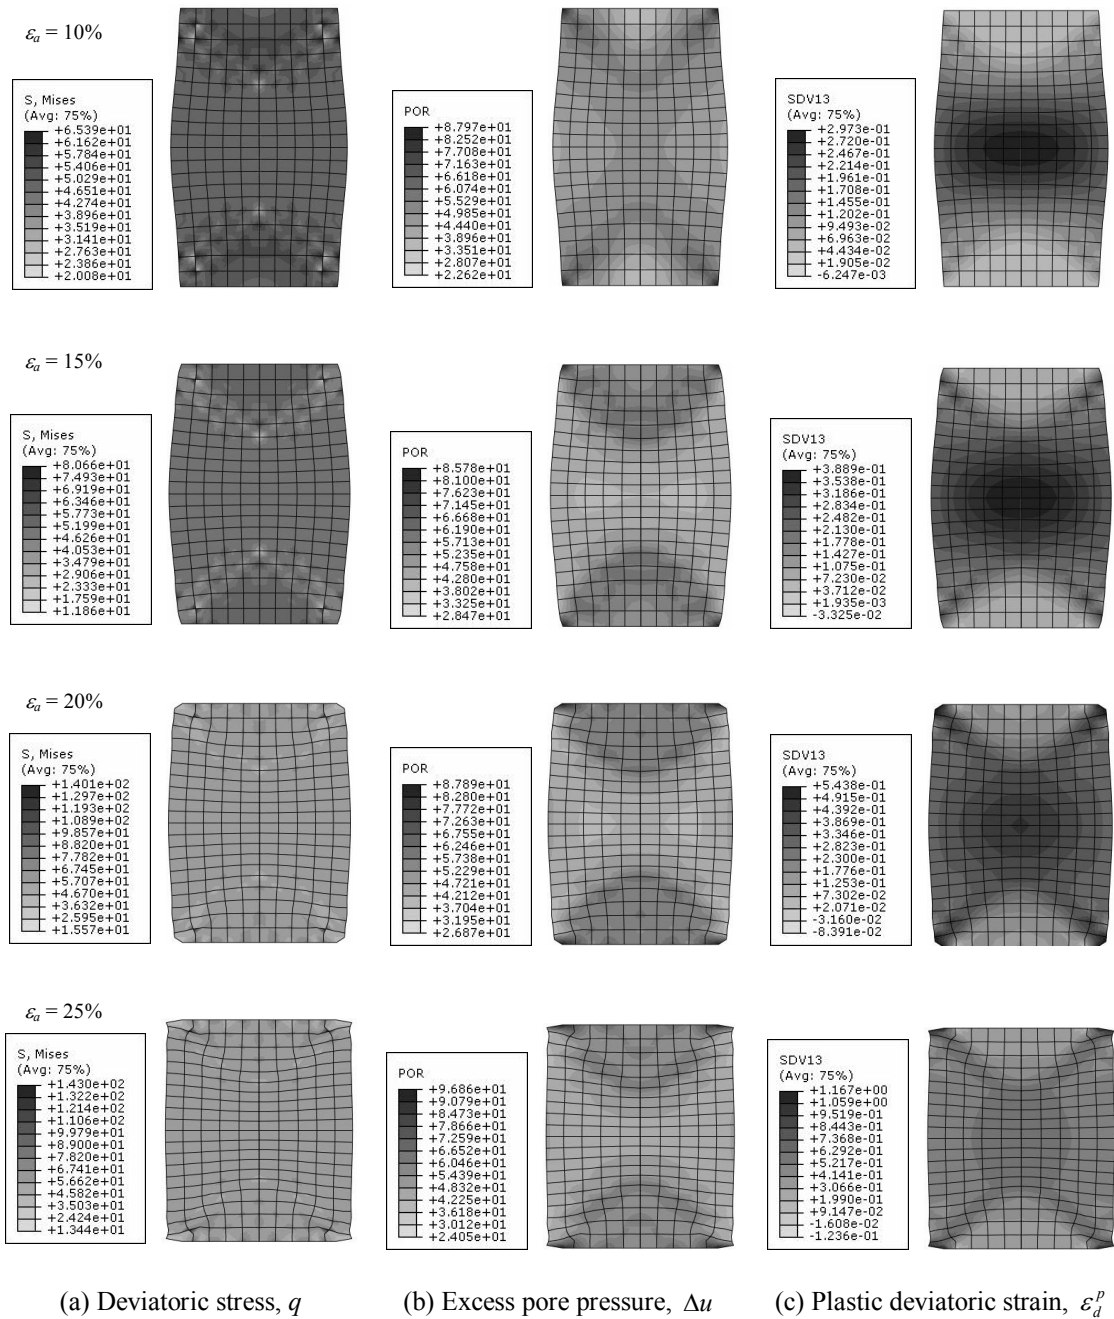 εa = 10%
S, Mises
(Avg: 75%)
+6.539e+01
+6.162e+01
+5.784e+01
+5.406e+01
+5.029e+01
+4.651e+01
+4.274e+01
+3.896e+01
+3.519e+01
+3.141e+01
+2.763e+01
+2.386e+01
+2.008e+01
POR
+8.797e+01
+8.252e+01
+7.708e+01
+7.163e+01
+6.618e+01
+6.074e+01
+5.529e+01
+4.985e+01
+4.440e+01
+3.896e+01
+3.351e+01
+2.807e+01
+2.262e+01
SDV13
(Avg: 75%)
+2.973e-01
+2.720e-01
+2.467e-01
+2.214e-01
+1.961e-01
+1.708e-01
+1.455e-01
+1.202e-01
+9.493e-02
+6.963e-02
+4.434e-02
+1.905e-02
-6.247e-03
εa = 15%
S, Mises
(Avg: 75%)
+8.066e+01
+7.493e+01
+6.919e+01
+6.346e+01
+5.773e+01
+5.199e+01
+4.626e+01
+4.053e+01
+3.479e+01
+2.906e+01
+2.333e+01
+1.759e+01
+1.186e+01
POR
+8.578e+01
+8.100e+01
+7.623e+01
+7.145e+01
+6.668e+01
+6.190e+01
+5.713e+01
+5.235e+01
+4.758e+01
+4.280e+01
+3.802e+01
+3.325e+01
+2.847e+01
SDV13
(Avg: 75%)
+3.889e-01
+3.538e-01
+3.186e-01
+2.834e-01
+2.482e-01
+2.130e-01
+1.778e-01
+1.427e-01
+1.075e-01
+7.230e-02
+3.712e-02
+1.935e-03
-3.325e-02
εa = 20%
S, Mises
(Avg: 75%)
+1.401e+02
+1.297e+02
+1.193e+02
+1.089e+02
+9.857e+01
+8.820e+01
+7.782e+01
+6.745e+01
+5.707e+01
+4.670e+01
+3.632e+01
+2.595e+01
+1.557e+01
POR
+8.789e+01
+8.280e+01
+7.772e+01
+7.263e+01
+6.755e+01
+6.246e+01
+5.738e+01
+5.229e+01
+4.721e+01
+4.212e+01
+3.704e+01
+3.195e+01
+2.687e+01
SDV13
(Avg: 75%)
+5.438e-01
+4.915e-01
+4.392e-01
+3.869e-01
+3.346e-01
+2.823e-01
+2.300e-01
+1.776e-01
+1.253e-01
+7.302e-02
+2.071e-02
-3.160e-02
-8.391e-02
εa = 25%
S, Mises
(Avg: 75%)
+1.430e+02
+1.322e+02
+1.214e+02
+1.106e+02
+9.979e+01
+8.900e+01
+7.820e+01
+6.741e+01
+5.662e+01
+4.582e+01
+3.503e+01
+2.424e+01
+1.344e+01
POR
+9.686e+01
+9.079e+01
+8.473e+01
+7.866e+01
+7.259e+01
+6.652e+01
+6.046e+01
+5.439e+01
+4.832e+01
+4.225e+01
+3.618e+01
+3.012e+01
+2.405e+01
SDV13
(Avg: 75%)
+1.167e+00
+1.059e+00
+9.519e-01
+8.443e-01
+7.368e-01
+6.292e-01
+5.217e-01
+4.141e-01
+3.066e-01
+1.990e-01
+9.147e-02
-1.608e-02
-1.236e-01
(a) Deviatoric stress, q
(b) Excess pore pressure, Δu
(c) Plastic deviatoric strain, ε_d^p